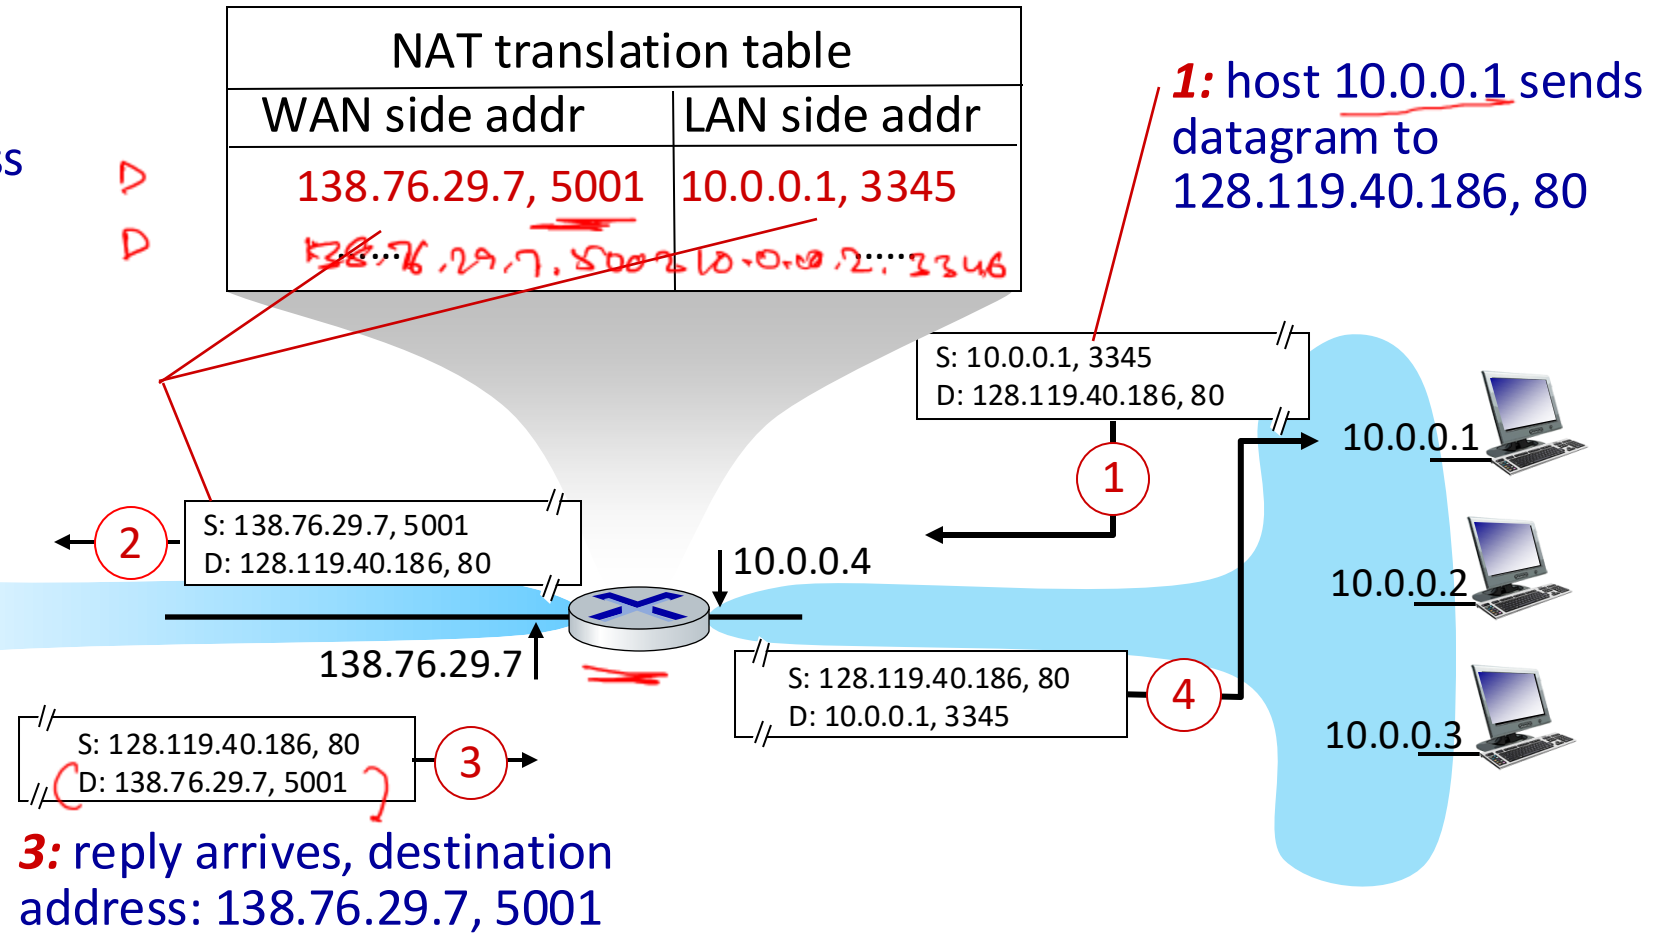 NAT translation table
WAN side addr LAN side addr
138.76.29.7, 5001 10.0.0.1, 3345
138.76.29.7. 5002 10.0.0.2. 3346
...... ......
ss
1: host 10.0.0.1 sends
datagram to
128.119.40.186, 80
S: 10.0.0.1, 3345
D: 128.119.40.186, 80
1
10.0.0.1
S: 138.76.29.7, 5001
D: 128.119.40.186, 80
2
10.0.0.4
10.0.0.2
138.76.29.7
S: 128.119.40.186, 80
D: 10.0.0.1, 3345
4
10.0.0.3
S: 128.119.40.186, 80
D: 138.76.29.7, 5001
3
3: reply arrives, destination
address: 138.76.29.7, 5001